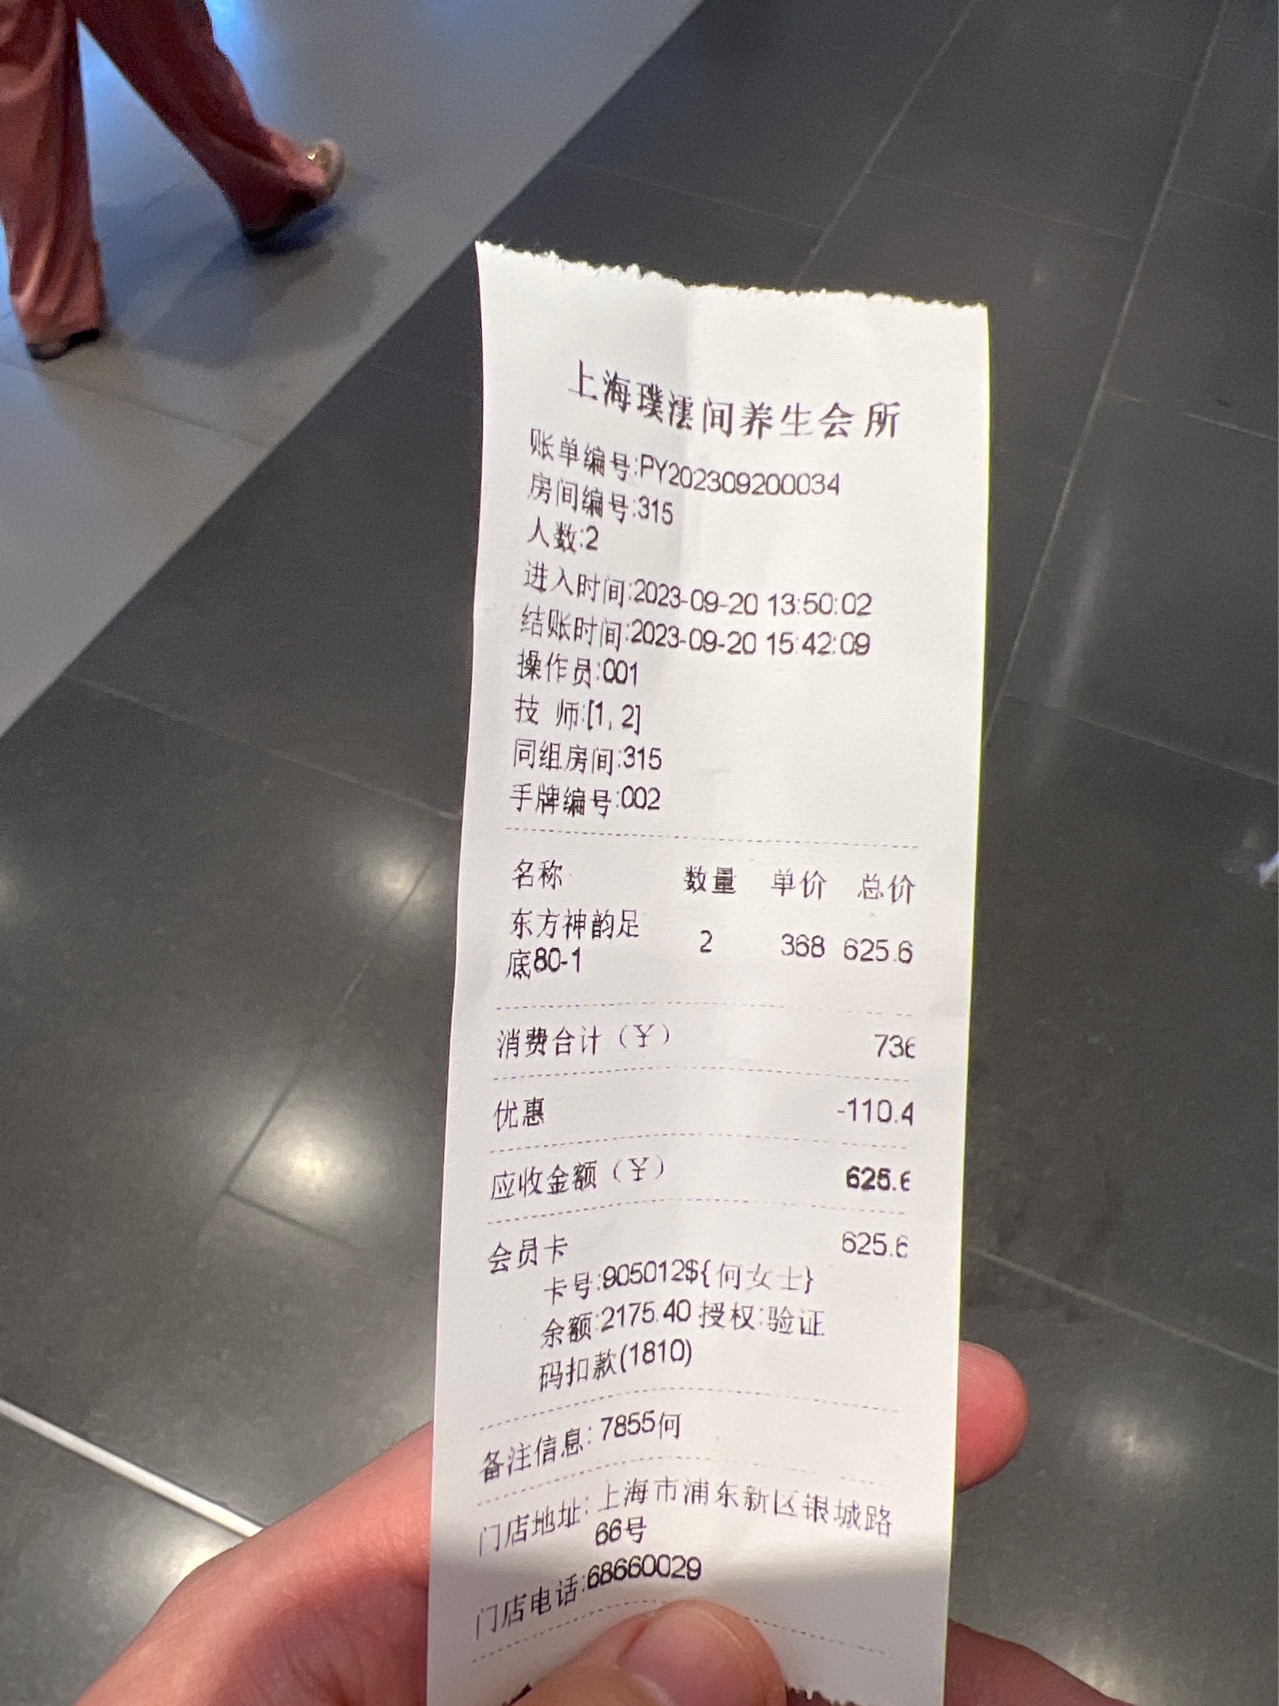 上海璞澐间养生会所
账单编号:PY202309200034
房间编号:315
人数:2
进入时间:2023-09-20 13:50:02
结账时间:2023-09-20 15:42:09
操作员:001
技 师:[1, 2]
同组房间:315
手牌编号:002
名称 数量 单价 总价
东方神韵足
底80-1 2 368 625.6
消费合计（¥） 736
优惠 -110.4
应收金额（¥） 625.6
会员卡 625.6
卡号:905012${何女士}
余额:2175.40 授权:验证
码扣款(1810)
备注信息: 7855何
门店地址: 上海市浦东新区银城路
66号
门店电话:68660029